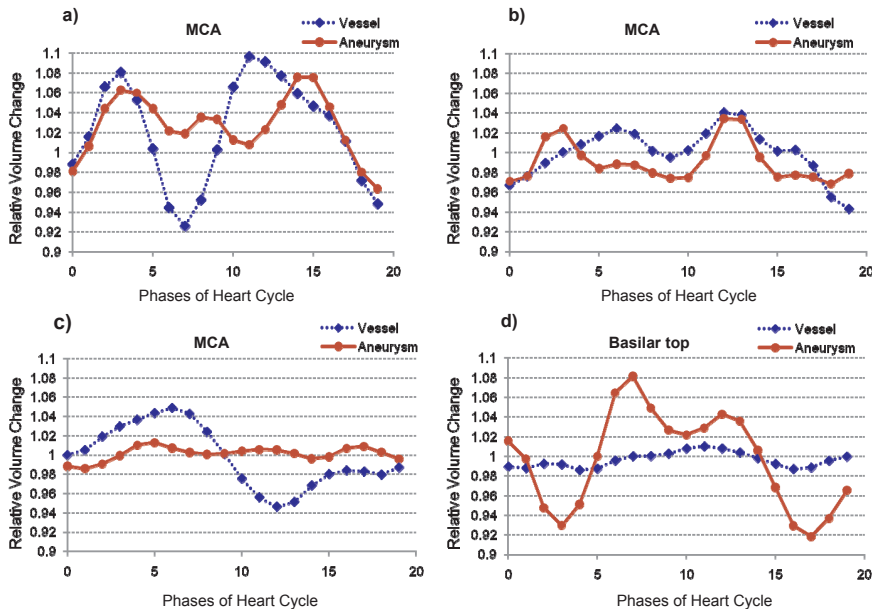 a)
MCA
Vessel
Aneurysm
Relative Volume Change
1.1
1.08
1.06
1.04
1.02
1
0.98
0.96
0.94
0.92
0.9
0 5 10 15 20
Phases of Heart Cycle
b)
MCA
Vessel
Aneurysm
Relative Volume Change
1.1
1.08
1.06
1.04
1.02
1
0.98
0.96
0.94
0.92
0.9
0 5 10 15 20
Phases of Heart Cycle
c)
MCA
Vessel
Aneurysm
Relative Volume Change
1.1
1.08
1.06
1.04
1.02
1
0.98
0.96
0.94
0.92
0.9
0 5 10 15 20
Phases of Heart Cycle
d)
Basilar top
Vessel
Aneurysm
Relative Volume Change
1.1
1.08
1.06
1.04
1.02
1
0.98
0.96
0.94
0.92
0.9
0 5 10 15 20
Phases of Heart Cycle